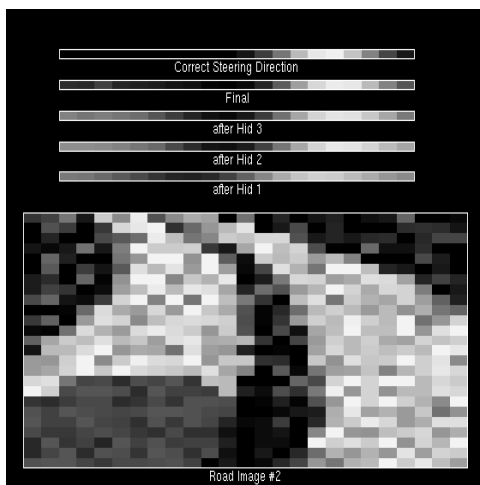 Correct Steering Direction
Final
after Hid 3
after Hid 2
after Hid 1
Road Image #2